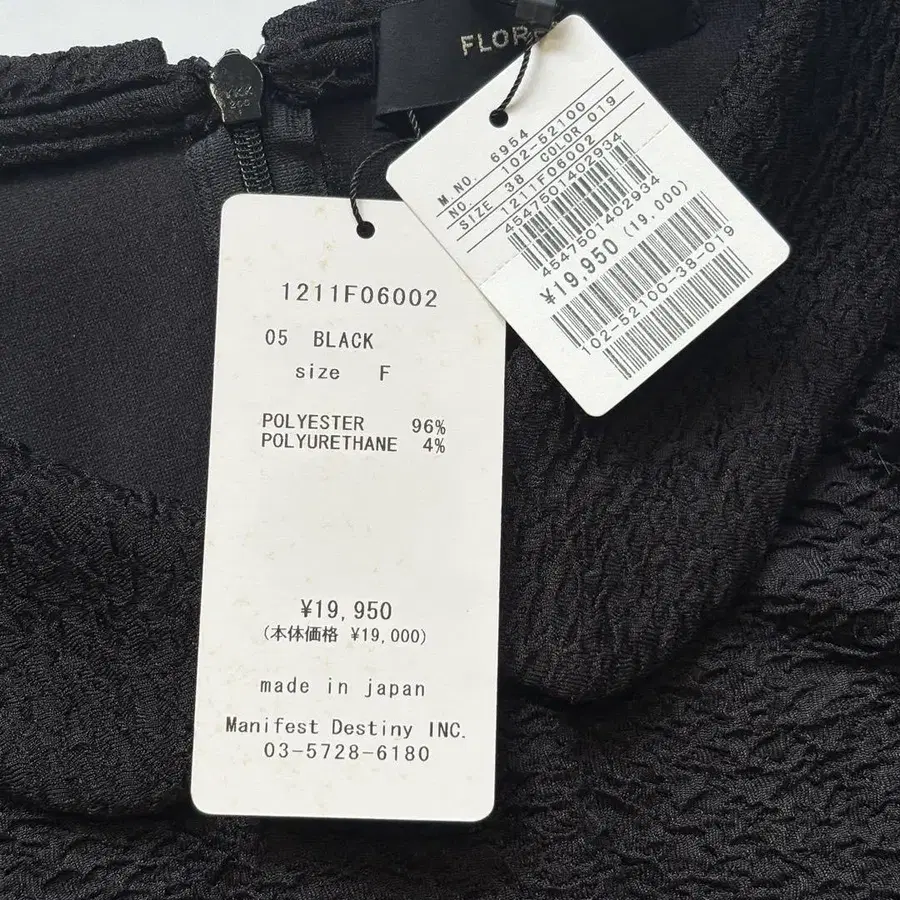 M.NO. 6954
NO. 102-52100
SIZE 38 COLOR 019
1211F06002
4547501402934
4547501402934
¥19,950 (19,000)
102-52100-38-019
1211F06002
05 BLACK
size F
POLYESTER 96%
POLYURETHANE 4%
¥19,950
(本体価格 ¥19,000)
made in japan
Manifest Destiny INC.
03-5728-6180